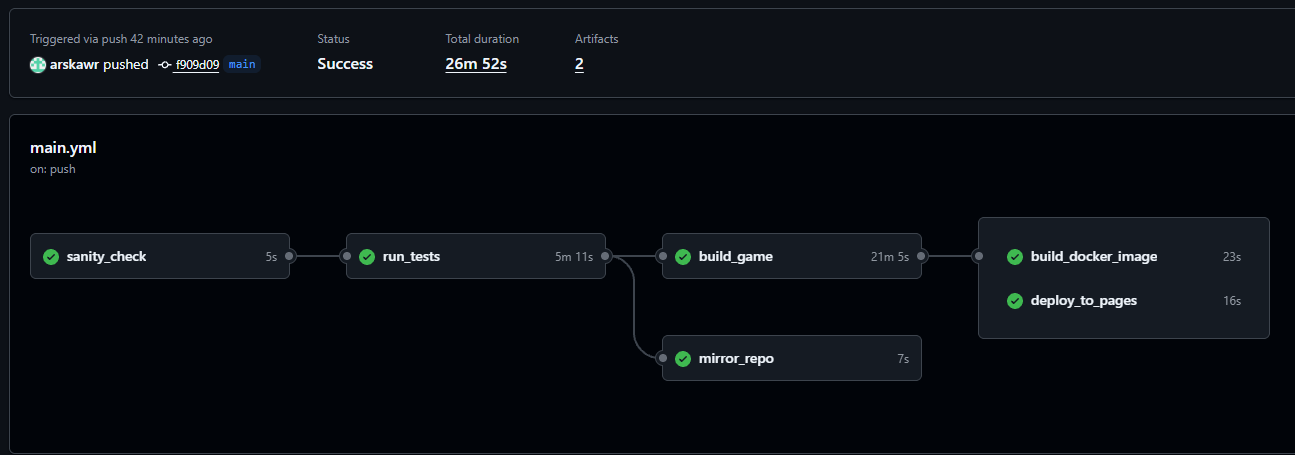 Triggered via push 42 minutes ago
arskawr pushed f909d09 main
Status
Success
Total duration
26m 52s
Artifacts
2
main.yml
on: push
sanity_check 5s
run_tests 5m 11s
build_game 21m 5s
build_docker_image 23s
deploy_to_pages 16s
mirror_repo 7s